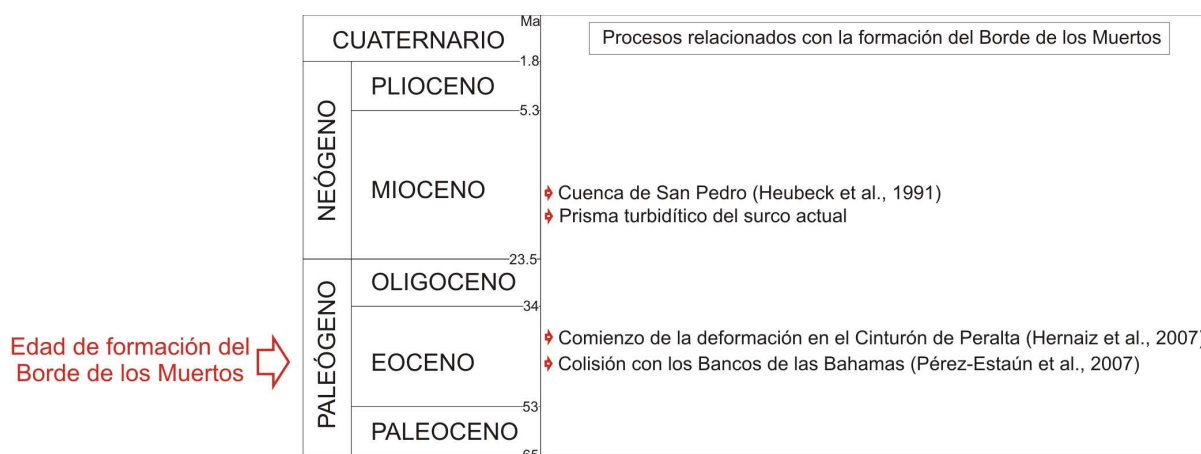 Ma
CUATERNARIO
Procesos relacionados con la formación del Borde de los Muertos
1.8
NEÓGENO
PLIOCENO
5.3
MIOCENO
Cuenca de San Pedro (Heubeck et al., 1991)
Prisma turbidítico del surco actual
23.5
PALEÓGENO
OLIGOCENO
34
Edad de formación del
Borde de los Muertos
EOCENO
Comienzo de la deformación en el Cinturón de Peralta (Hernaiz et al., 2007)
Colisión con los Bancos de las Bahamas (Pérez-Estaún et al., 2007)
53
PALEOCENO
65